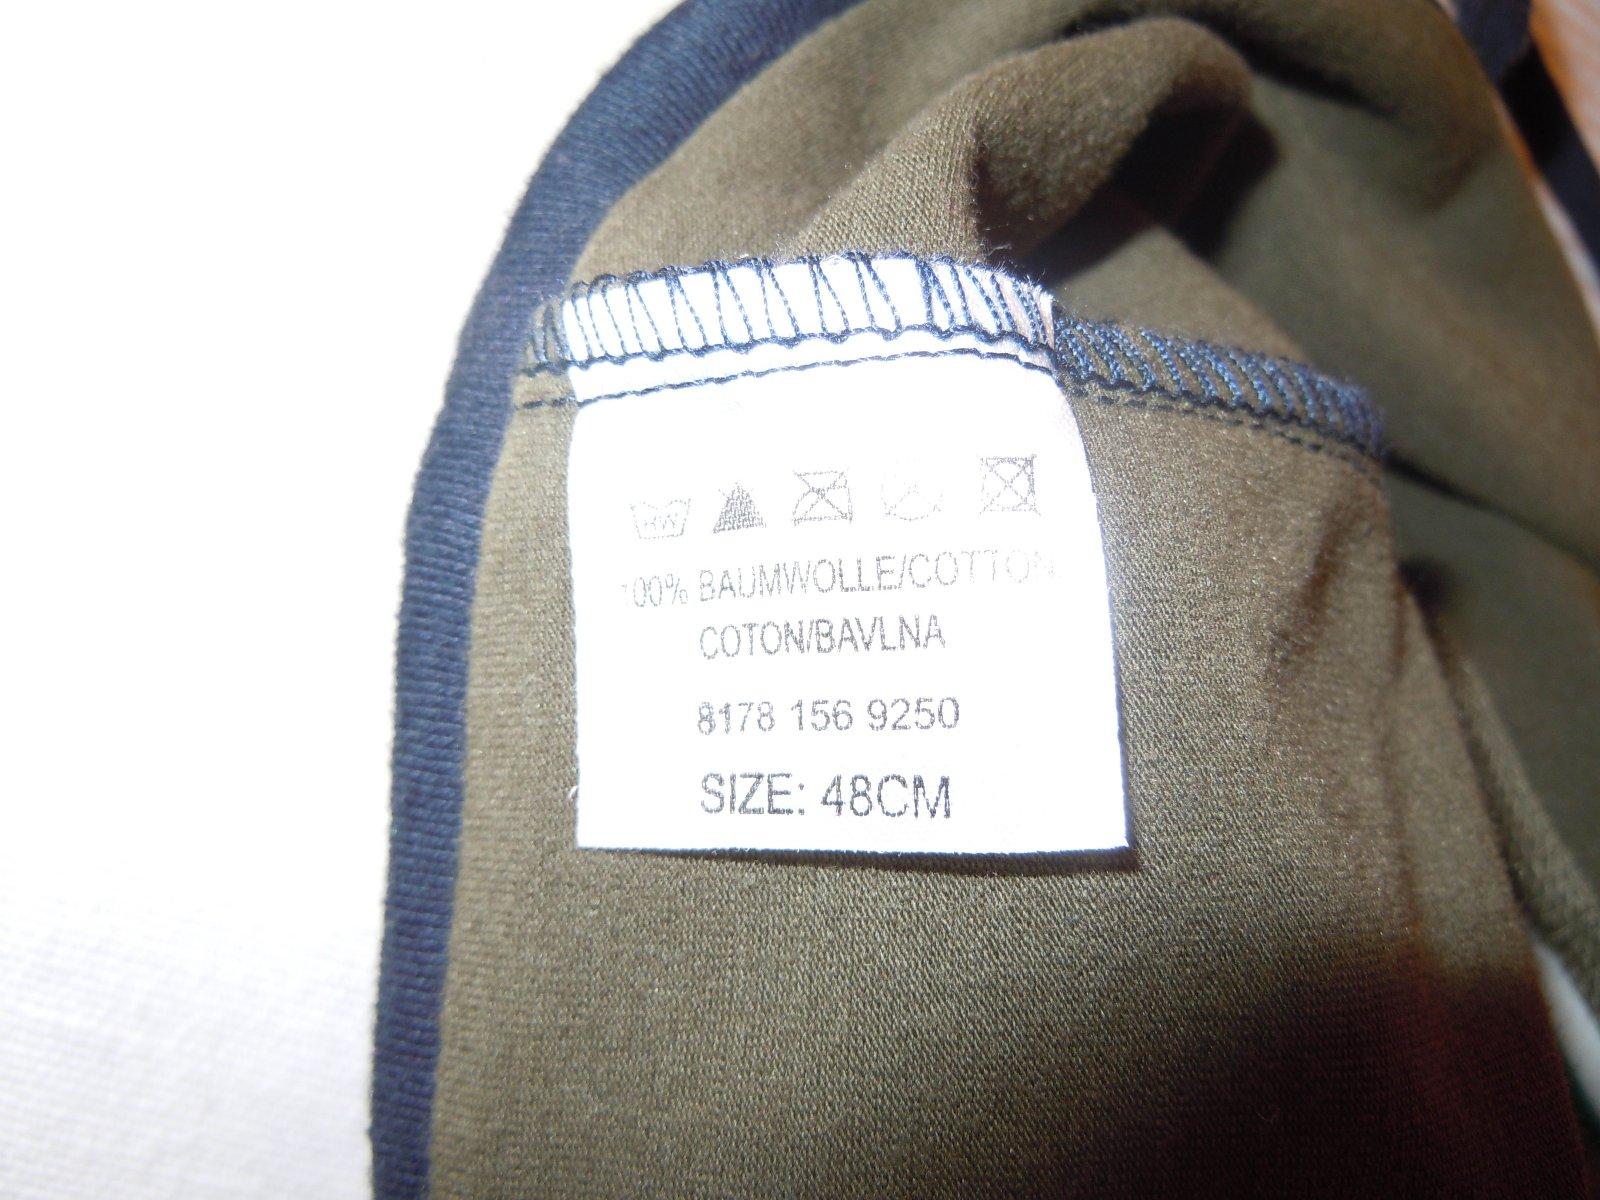 100% BAUMWOLLE/COTTON
COTON/BAVLNA
8178 156 9250
SIZE: 48CM